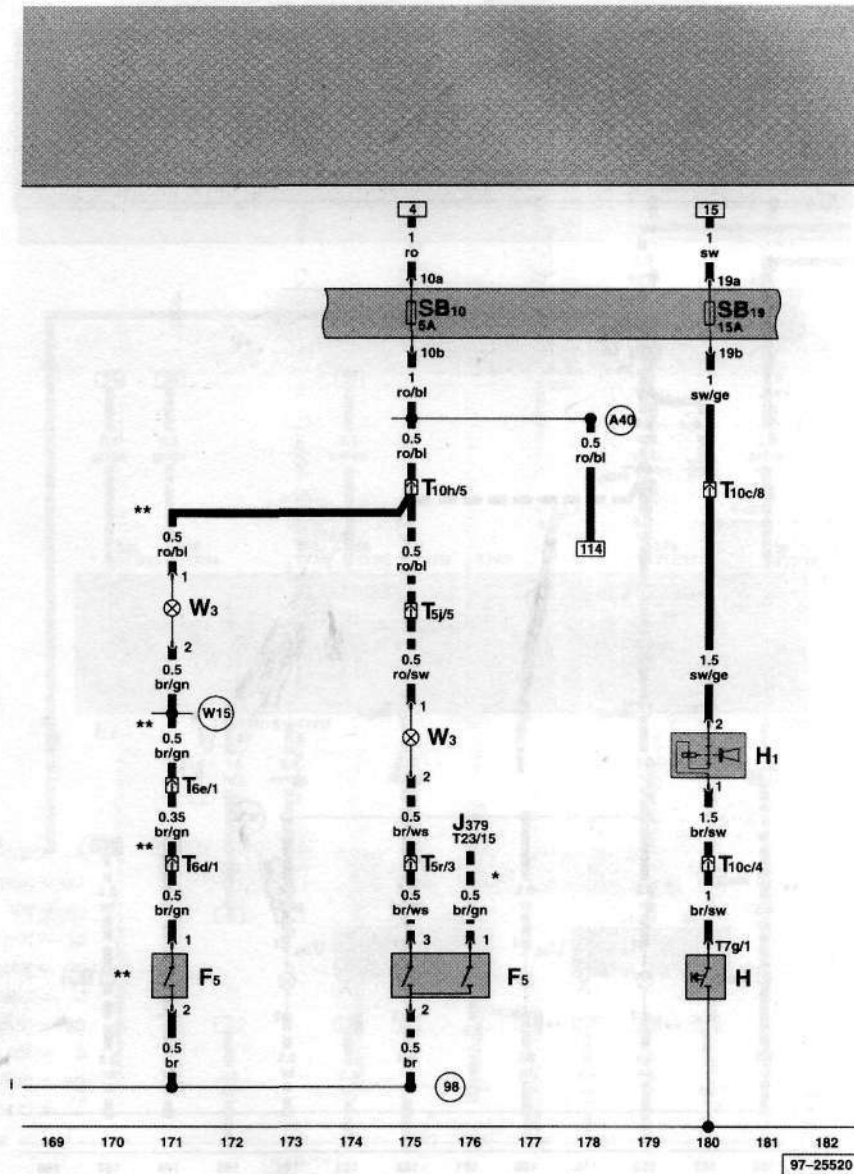 4 15
1 1
ro sw
10a 19a
SB10 SB19
5A 15A
10b 19b
1 1
ro/bl sw/ge
A40
0.5 0.5
ro/bl ro/bl
T10h/5 T10c/8
**
0.5 0.5 114
ro/bl ro/bl
1
W3 T5j/5
2
0.5 0.5 1.5
br/gn ro/sw sw/ge
W15 1 2
** W3 H1
0.5 2 1
br/gn
T6e/1
0.35 0.5 J379 1.5
br/gn br/ws T23/15 br/sw
** T6d/1 T5r/3 * T10c/4
0.5 0.5 0.5 1
br/gn br/ws br/gn br/sw
1 3 1 T7g/1
** F5 F5 H
2 2
0.5 0.5
br br
i 98
169 170 171 172 173 174 175 176 177 178 179 180 181 182
97-25520